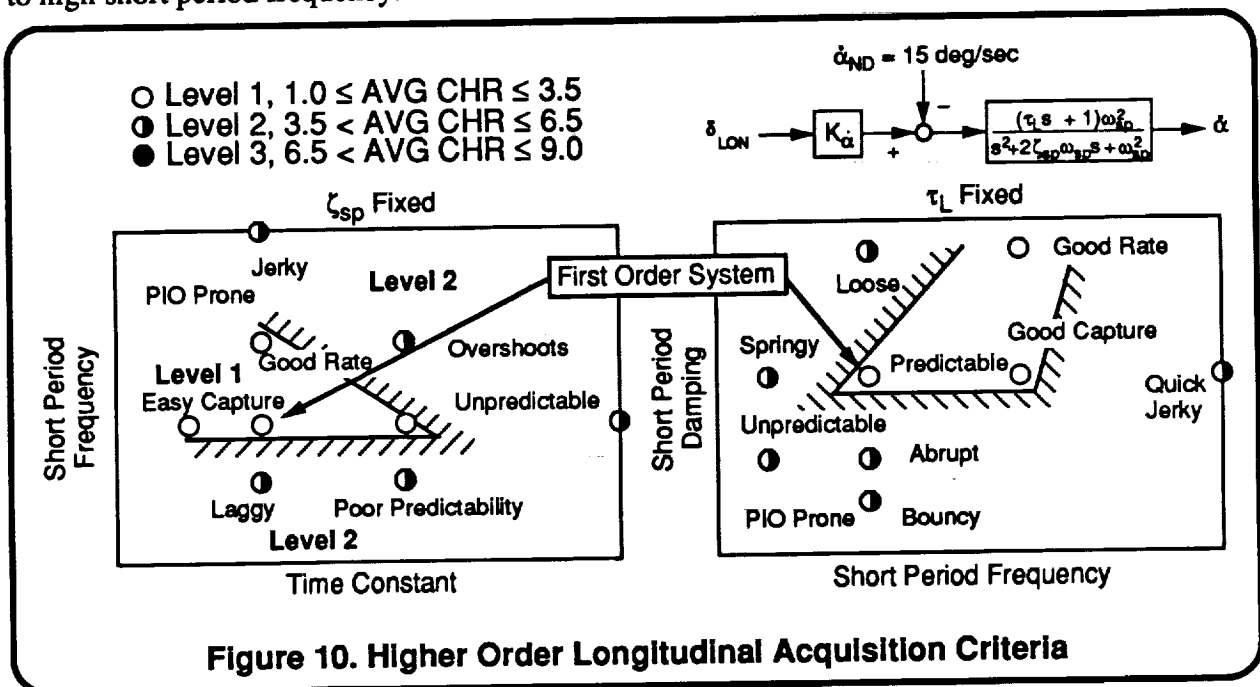 to high short period frequency.
○ Level 1, 1.0 ≤ AVG CHR ≤ 3.5
◑ Level 2, 3.5 < AVG CHR ≤ 6.5
● Level 3, 6.5 < AVG CHR ≤ 9.0
α̇ND = 15 deg/sec
δLON
Kα̇
+
−
(τLs + 1)ω²sp
s²+2ζspωsps + ω²sp
α̇
ζsp Fixed
Short Period
Frequency
Jerky
PIO Prone
Level 2
Good Rate
Overshoots
Level 1
Easy Capture
Unpredictable
Laggy
Poor Predictability
Level 2
Time Constant
First Order System
τL Fixed
Short Period
Damping
Good Rate
Loose
Good Capture
Springy
Predictable
Quick
Jerky
Unpredictable
Abrupt
PIO Prone
Bouncy
Short Period Frequency
Figure 10. Higher Order Longitudinal Acquisition Criteria